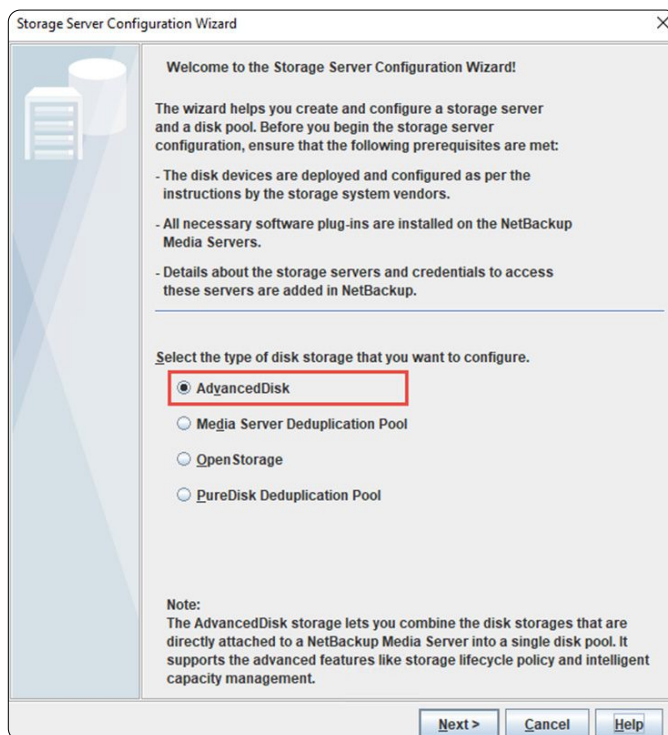 Storage Server Configuration Wizard
Welcome to the Storage Server Configuration Wizard!
The wizard helps you create and configure a storage server
and a disk pool. Before you begin the storage server
configuration, ensure that the following prerequisites are met:
- The disk devices are deployed and configured as per the
instructions by the storage system vendors.
- All necessary software plug-ins are installed on the NetBackup
Media Servers.
- Details about the storage servers and credentials to access
these servers are added in NetBackup.
Select the type of disk storage that you want to configure.
AdvancedDisk
Media Server Deduplication Pool
OpenStorage
PureDisk Deduplication Pool
Note:
The AdvancedDisk storage lets you combine the disk storages that are
directly attached to a NetBackup Media Server into a single disk pool. It
supports the advanced features like storage lifecycle policy and intelligent
capacity management.
Next > Cancel Help